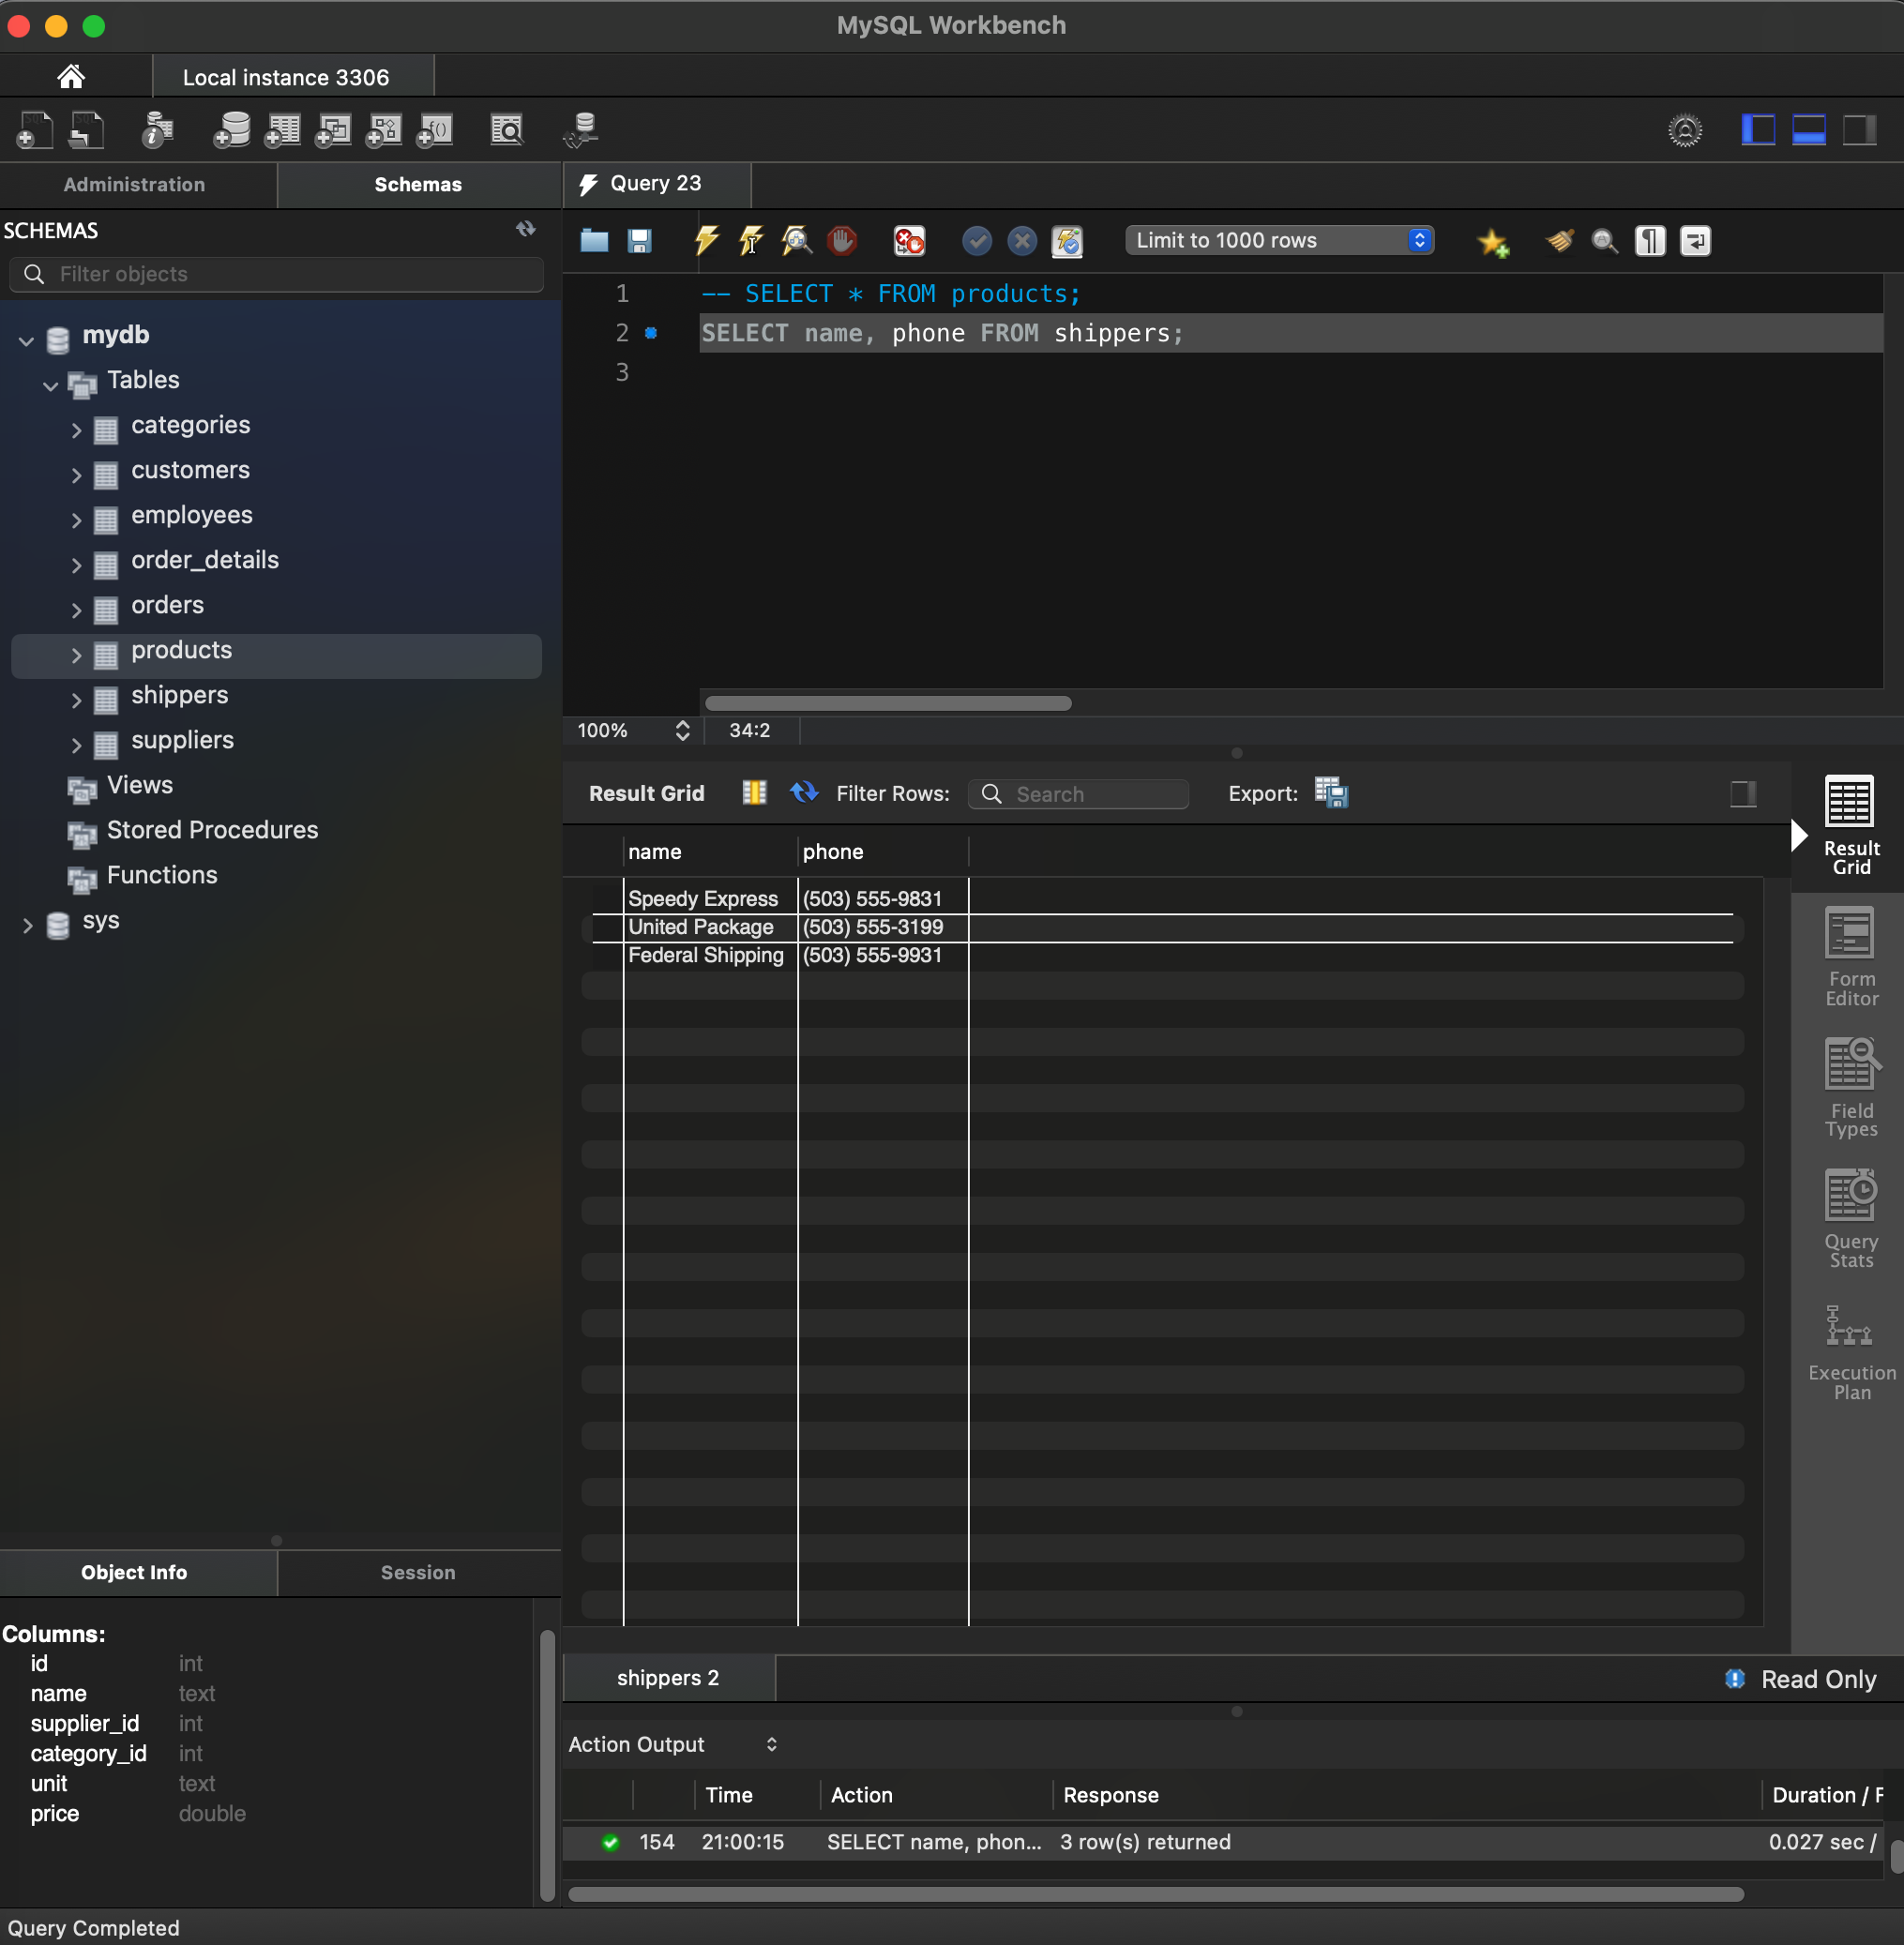 MySQL Workbench
Local instance 3306
Administration
Schemas
Query 23
SCHEMAS
Filter objects
Limit to 1000 rows
1 -- SELECT * FROM products;
2 SELECT name, phone FROM shippers;
3
mydb
Tables
categories
customers
employees
order_details
orders
products
shippers
suppliers
Views
Stored Procedures
Functions
sys
100% 34:2
Result Grid Filter Rows: Search Export:
name phone
Speedy Express (503) 555-9831
United Package (503) 555-3199
Federal Shipping (503) 555-9931
Result
Grid
Form
Editor
Field
Types
Query
Stats
Execution
Plan
Object Info Session
Columns:
id int
name text
supplier_id int
category_id int
unit text
price double
shippers 2
Read Only
Action Output
Time Action Response Duration / F
154 21:00:15 SELECT name, phon... 3 row(s) returned 0.027 sec /
Query Completed